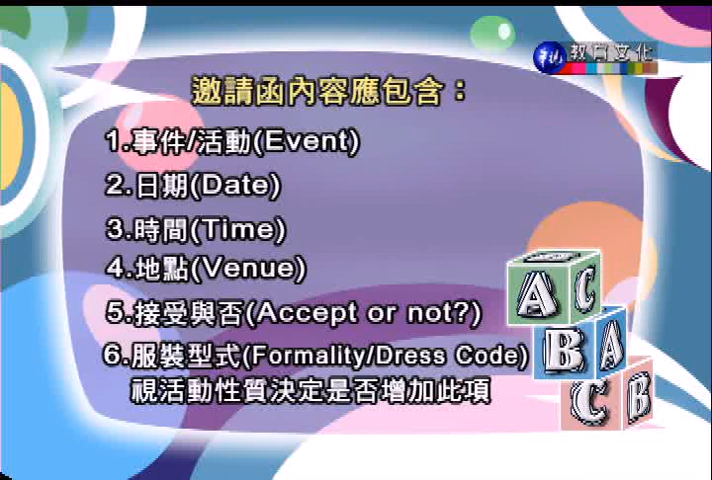 華視 教育文化
邀請函內容應包含：
1.事件/活動(Event)
2.日期(Date)
3.時間(Time)
4.地點(Venue)
5.接受與否(Accept or not?)
6.服裝型式(Formality/Dress Code)
視活動性質決定是否增加此項
A C
B A
C B